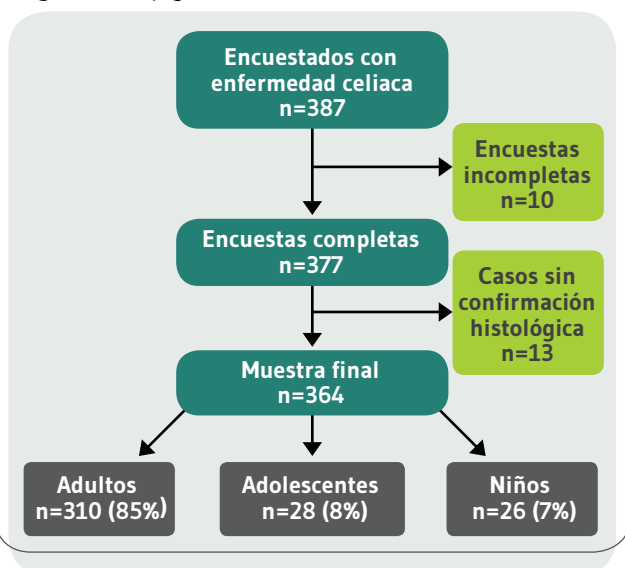 Encuestados con
enfermedad celiaca
n=387
Encuestas
incompletas
n=10
Encuestas completas
n=377
Casos sin
confirmación
histológica
n=13
Muestra final
n=364
Adultos
n=310 (85%)
Adolescentes
n=28 (8%)
Niños
n=26 (7%)